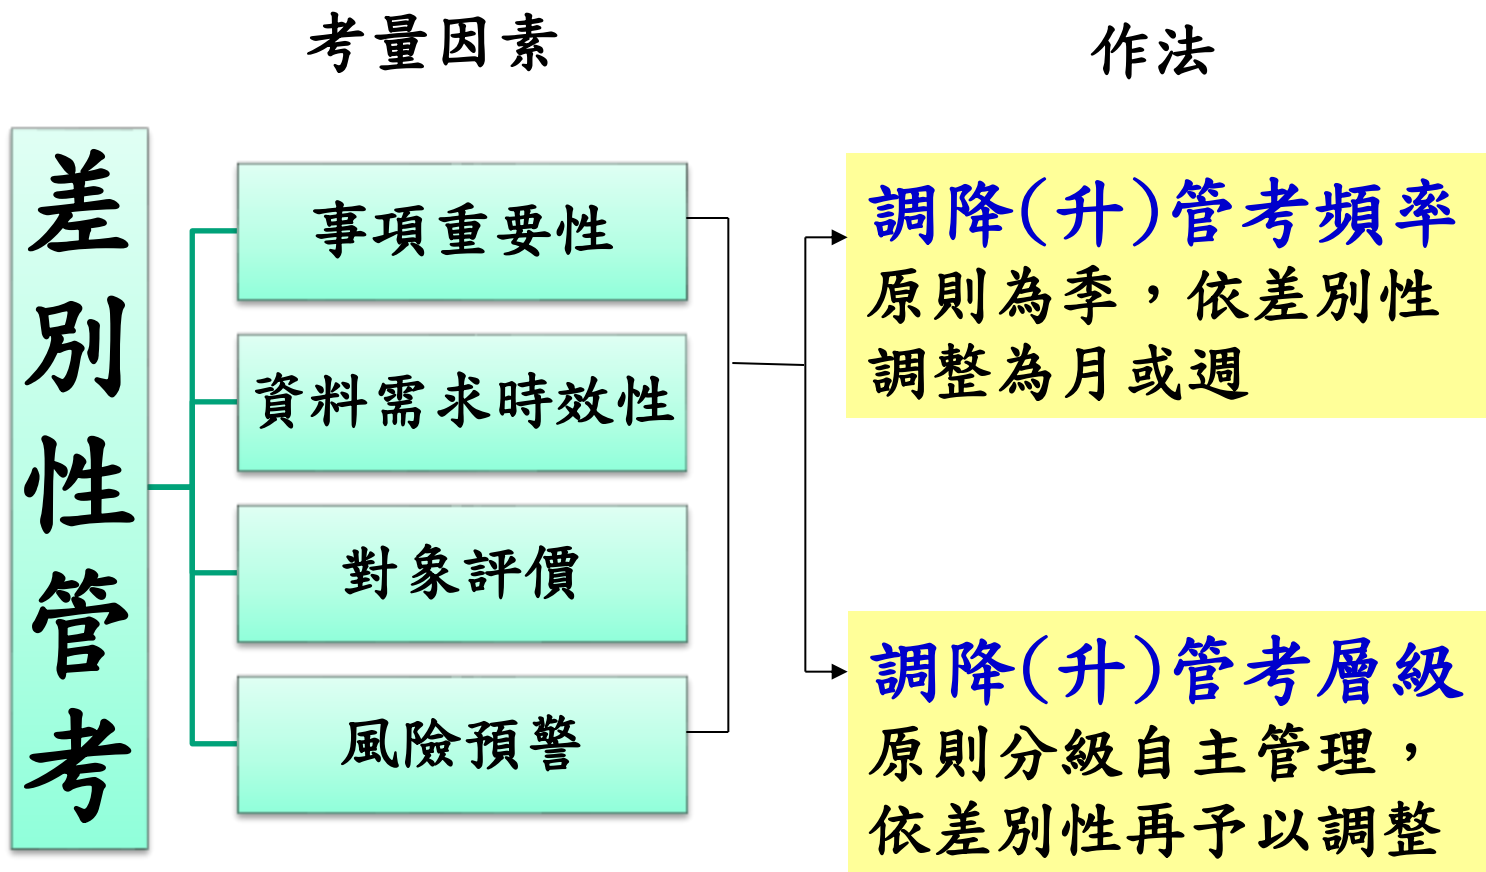 考量因素
作法
差別性管考
事項重要性
資料需求時效性
對象評價
風險預警
調降(升)管考頻率
原則為季，依差別性
調整為月或週
調降(升)管考層級
原則分級自主管理，
依差別性再予以調整